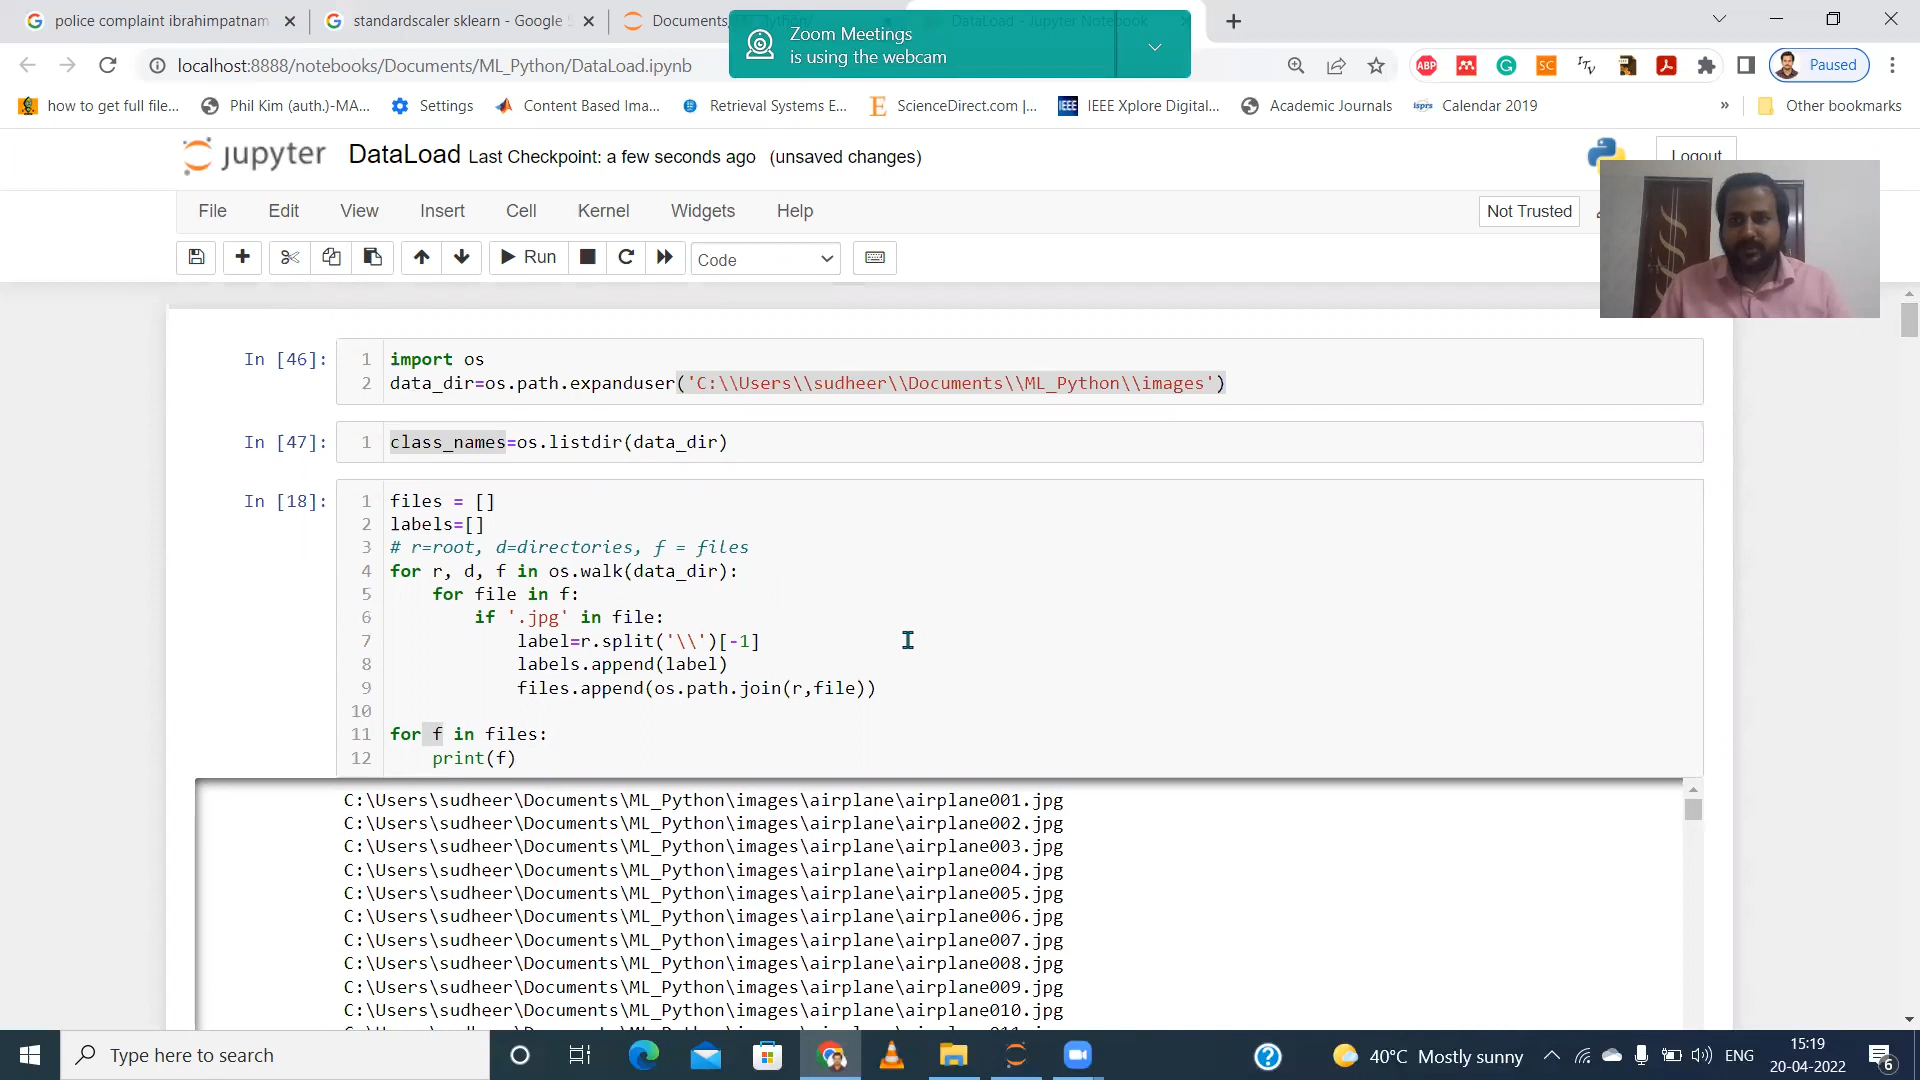 police complaint ibrahimpatnam
standardscaler sklearn - Google S
Documents/ML_Python/
DataLoad - Jupyter Notebook
Zoom Meetings
is using the webcam
localhost:8888/notebooks/Documents/ML_Python/DataLoad.ipynb
ABP
SC
Paused
how to get full file...
Phil Kim (auth.)-MA...
Settings
Content Based Ima...
Retrieval Systems E...
ScienceDirect.com |...
IEEE
IEEE Xplore Digital...
Academic Journals
isprs
Calendar 2019
»
Other bookmarks
jupyter
DataLoad Last Checkpoint: a few seconds ago (unsaved changes)
Logout
File Edit View Insert Cell Kernel Widgets Help
Not Trusted
Run
Code
In [46]:
1 import os
2 data_dir=os.path.expanduser('C:\\Users\\sudheer\\Documents\\ML_Python\\images')
In [47]:
1 class_names=os.listdir(data_dir)
In [18]:
1 files = []
2 labels=[]
3 # r=root, d=directories, f = files
4 for r, d, f in os.walk(data_dir):
5 for file in f:
6 if '.jpg' in file:
7 label=r.split('\\')[-1]
8 labels.append(label)
9 files.append(os.path.join(r,file))
10
11 for f in files:
12 print(f)
C:\Users\sudheer\Documents\ML_Python\images\airplane\airplane001.jpg
C:\Users\sudheer\Documents\ML_Python\images\airplane\airplane002.jpg
C:\Users\sudheer\Documents\ML_Python\images\airplane\airplane003.jpg
C:\Users\sudheer\Documents\ML_Python\images\airplane\airplane004.jpg
C:\Users\sudheer\Documents\ML_Python\images\airplane\airplane005.jpg
C:\Users\sudheer\Documents\ML_Python\images\airplane\airplane006.jpg
C:\Users\sudheer\Documents\ML_Python\images\airplane\airplane007.jpg
C:\Users\sudheer\Documents\ML_Python\images\airplane\airplane008.jpg
C:\Users\sudheer\Documents\ML_Python\images\airplane\airplane009.jpg
C:\Users\sudheer\Documents\ML_Python\images\airplane\airplane010.jpg
Type here to search
40°C Mostly sunny
ENG
15:19
20-04-2022
6